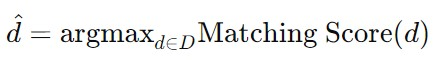 d̂ = argmax_{d∈D} Matching Score(d)